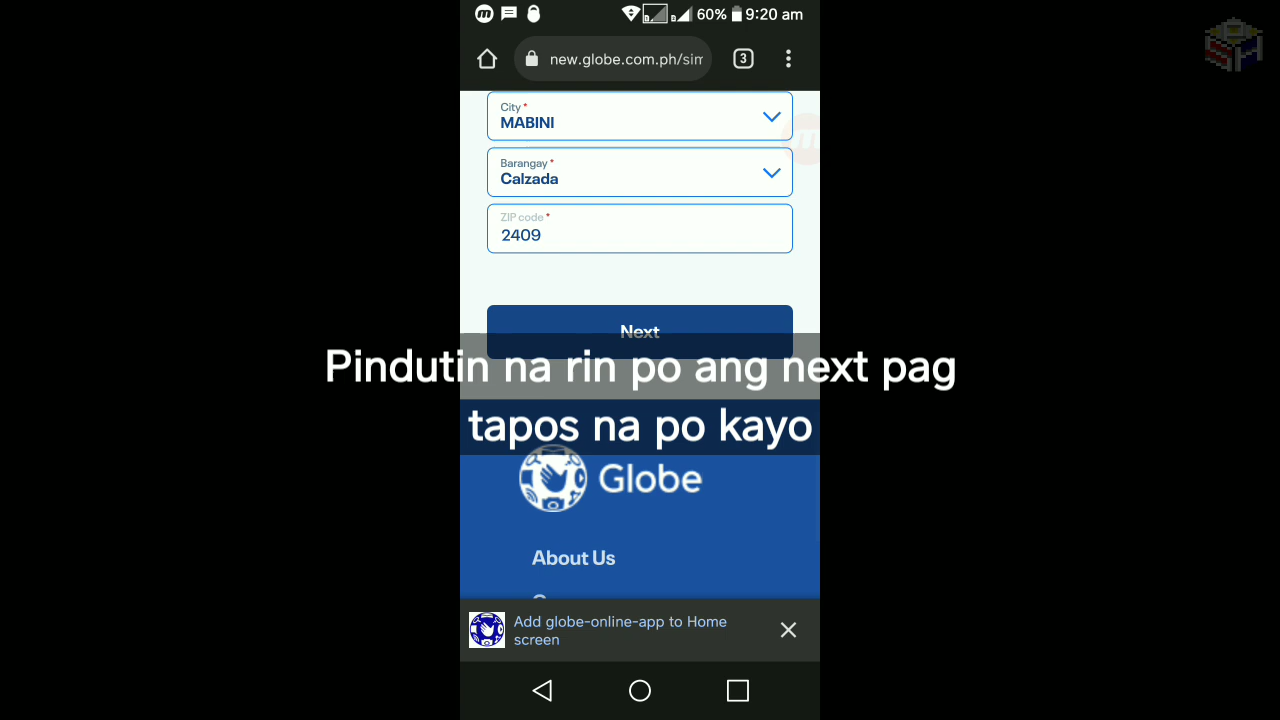 60% 9:20 am
new.globe.com.ph/sim
3
City *
MABINI
Barangay *
Calzada
ZIP code *
2409
Next
Pindutin na rin po ang next pag
tapos na po kayo
Globe
About Us
Add globe-online-app to Home
screen